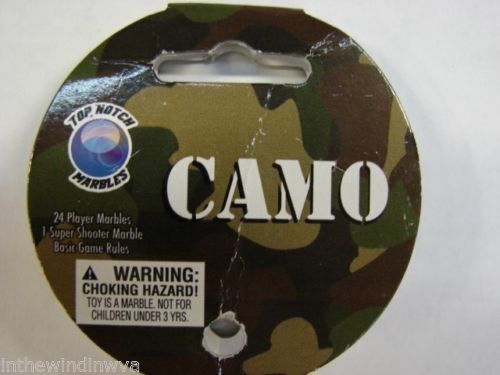 TOP NOTCH
MARBLES
CAMO
24 Player Marbles
1 Super Shooter Marble
Basic Game Rules
WARNING:
CHOKING HAZARD!
TOY IS A MARBLE. NOT FOR
CHILDREN UNDER 3 YRS.
inthewindinwva